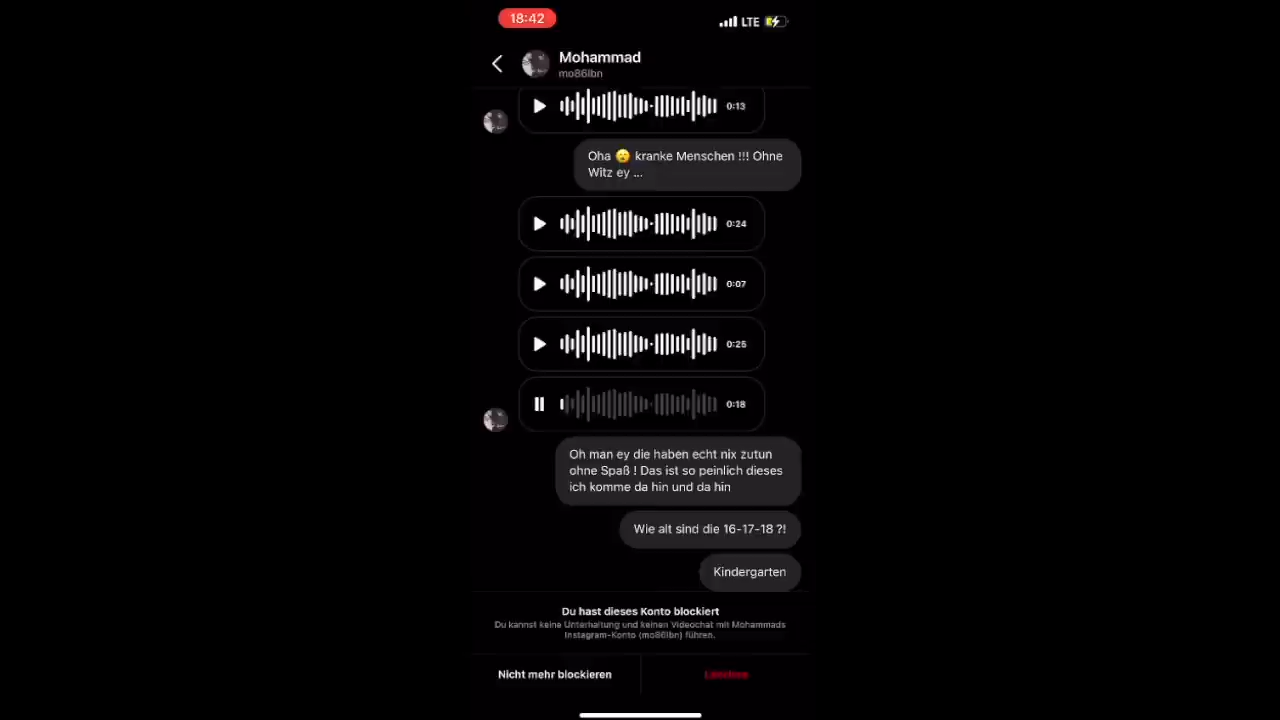 18:42
LTE
Mohammad
mo86lbn
0:13
Oha 😪 kranke Menschen !!! Ohne
Witz ey ...
0:24
0:07
0:25
0:18
Oh man ey die haben echt nix zutun
ohne Spaß ! Das ist so peinlich dieses
ich komme da hin und da hin
Wie alt sind die 16-17-18 ?!
Kindergarten
Du hast dieses Konto blockiert
Du kannst keine Unterhaltung und keinen Videochat mit Mohammads
Instagram-Konto (mo86lbn) führen.
Nicht mehr blockieren
Löschen